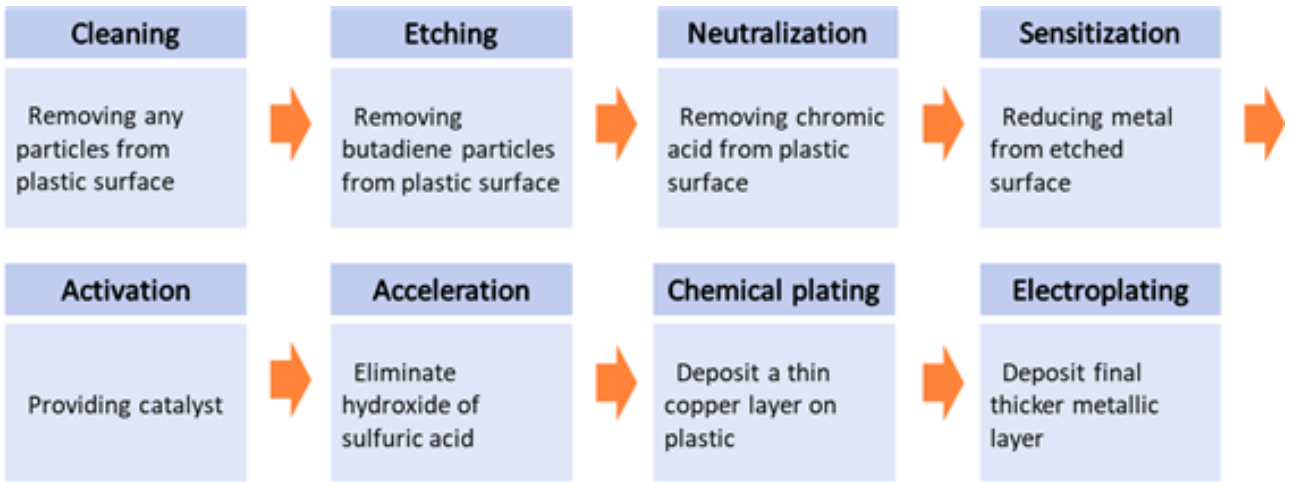 Cleaning
Removing any
particles from
plastic surface
Etching
Removing
butadiene particles
from plastic surface
Neutralization
Removing chromic
acid from plastic
surface
Sensitization
Reducing metal
from etched
surface
Activation
Providing catalyst
Acceleration
Eliminate
hydroxide of
sulfuric acid
Chemical plating
Deposit a thin
copper layer on
plastic
Electroplating
Deposit final
thicker metallic
layer